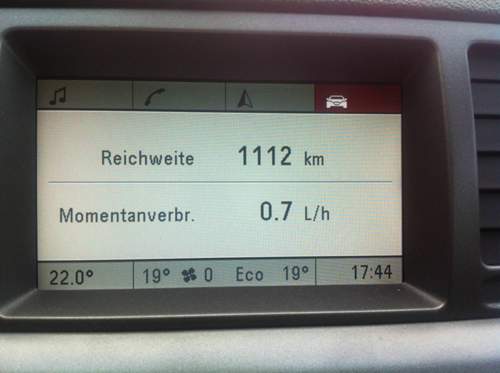 Reichweite 1112 km
Momentanverbr. 0.7 L/h
22.0° 19° 0 Eco 19° 17:44